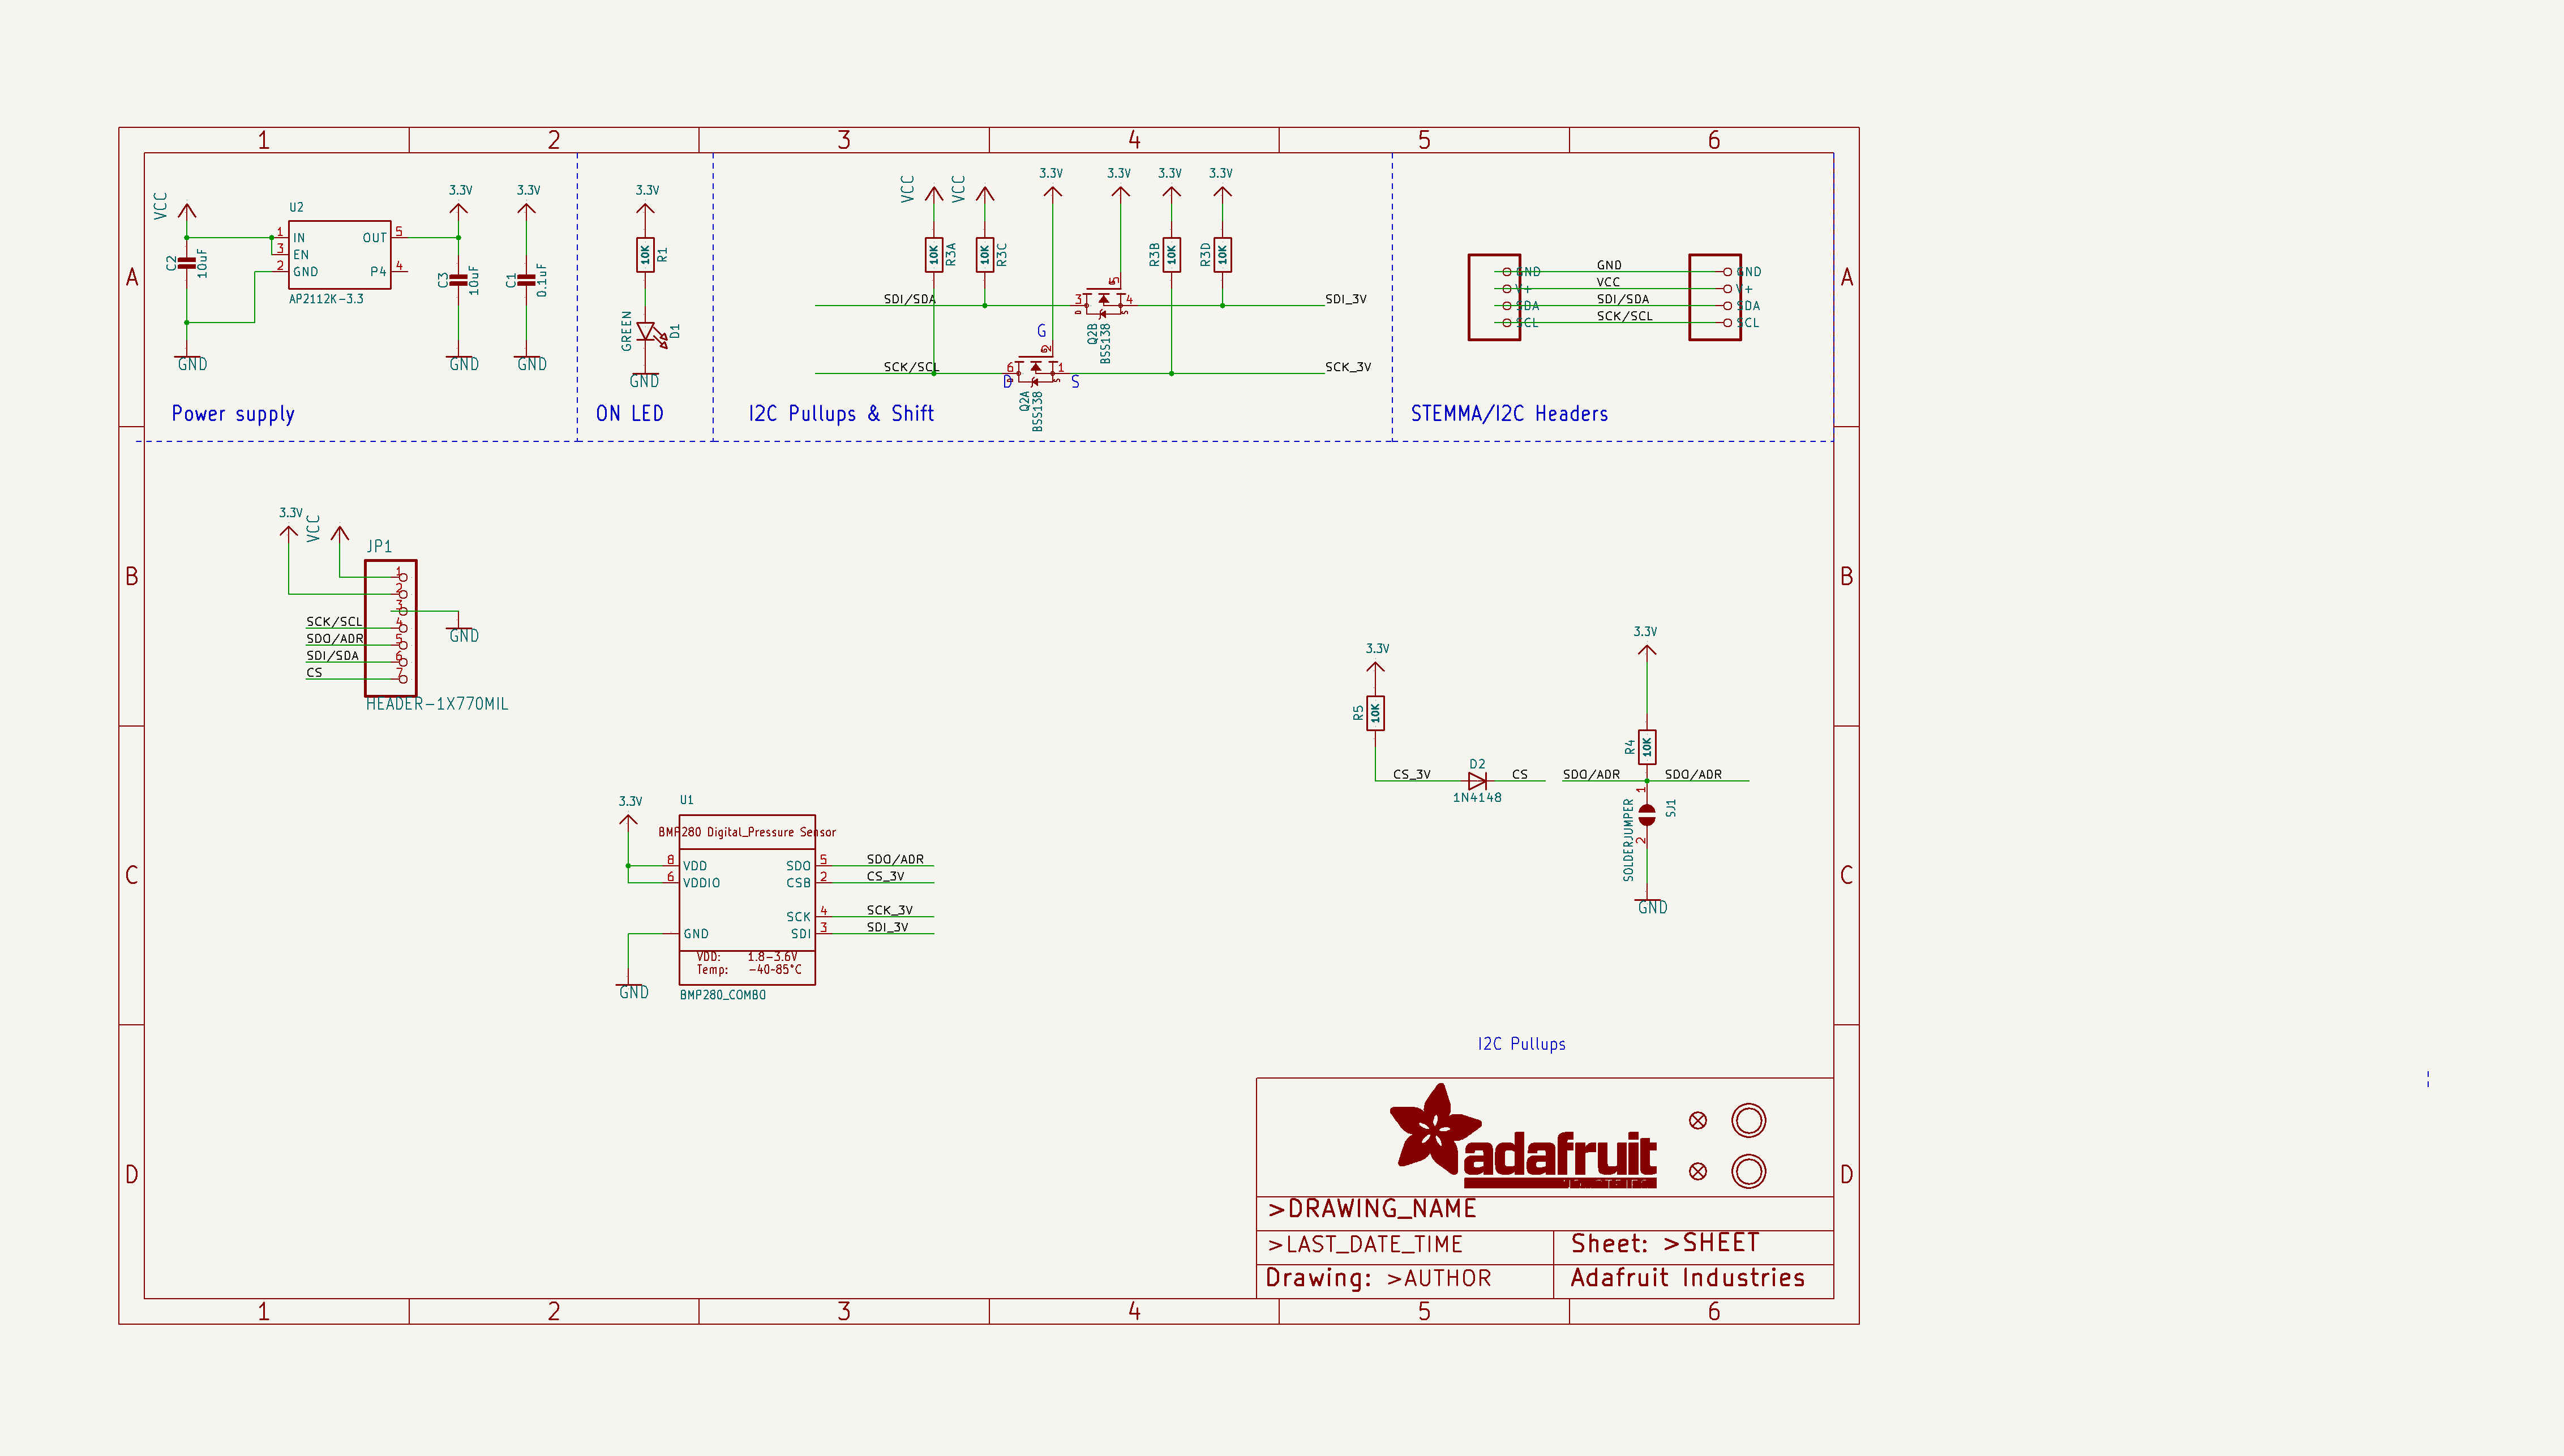 1 2 3 4 5 6
A A
VCC
U2
1 IN
3 EN
2 GND
OUT 5
P4 4
AP2112K-3.3
C2
10uF
GND
3.3V
C3
10uF
GND
3.3V
C1
0.1uF
GND
Power supply
3.3V
10K
R1
GREEN
D1
GND
ON LED
VCC
10K
R3A
VCC
10K
R3C
3.3V
3.3V
3.3V
10K
R3B
3.3V
10K
R3D
SDI/SDA
3
D
5
4
S
SDI_3V
Q2B
BSS138
G
2
SCK/SCL
6
D
D
1
S
S
SCK_3V
Q2A
BSS138
I2C Pullups & Shift
GND
V+
SDA
SCL
GND
VCC
SDI/SDA
SCK/SCL
GND
V+
SDA
SCL
STEMMA/I2C Headers
B B
3.3V
VCC
JP1
1
2
3
4
5
6
7
GND
SCK/SCL
SDO/ADR
SDI/SDA
CS
HEADER-1X770MIL
3.3V
R5
10K
CS_3V
D2
CS
1N4148
3.3V
R4
10K
SDO/ADR
SDO/ADR
1
SJ1
SOLDERJUMPER
2
GND
C C
3.3V
U1
BMP280 Digital_Pressure Sensor
8 VDD
6 VDDIO
GND
SDO 5
CSB 2
SCK 4
SDI 3
SDO/ADR
CS_3V
SCK_3V
SDI_3V
VDD: 1.8-3.6V
Temp: -40-85°C
BMP280_COMBO
GND
I2C Pullups
D D
adafruit
>DRAWING_NAME
>LAST_DATE_TIME
Sheet: >SHEET
Drawing: >AUTHOR
Adafruit Industries
1 2 3 4 5 6